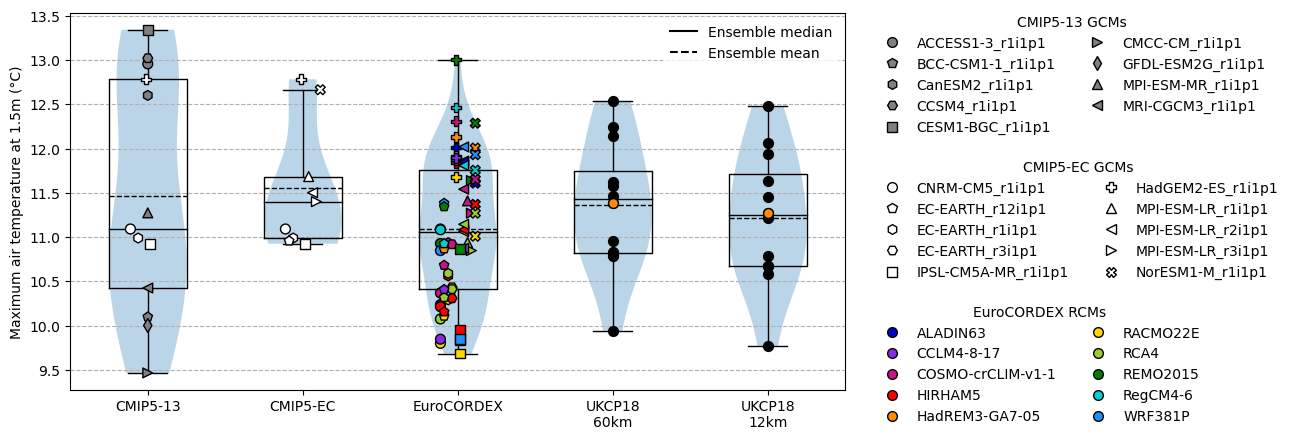 Maximum air temperature at 1.5m (°C)
13.5
13.0
12.5
12.0
11.5
11.0
10.5
10.0
9.5
Ensemble median
Ensemble mean
CMIP5-13
CMIP5-EC
EuroCORDEX
UKCP18
60km
UKCP18
12km
CMIP5-13 GCMs
ACCESS1-3_r1i1p1
BCC-CSM1-1_r1i1p1
CanESM2_r1i1p1
CCSM4_r1i1p1
CESM1-BGC_r1i1p1
CMCC-CM_r1i1p1
GFDL-ESM2G_r1i1p1
MPI-ESM-MR_r1i1p1
MRI-CGCM3_r1i1p1
CMIP5-EC GCMs
CNRM-CM5_r1i1p1
EC-EARTH_r12i1p1
EC-EARTH_r1i1p1
EC-EARTH_r3i1p1
IPSL-CM5A-MR_r1i1p1
HadGEM2-ES_r1i1p1
MPI-ESM-LR_r1i1p1
MPI-ESM-LR_r2i1p1
MPI-ESM-LR_r3i1p1
NorESM1-M_r1i1p1
EuroCORDEX RCMs
ALADIN63
CCLM4-8-17
COSMO-crCLIM-v1-1
HIRHAM5
HadREM3-GA7-05
RACMO22E
RCA4
REMO2015
RegCM4-6
WRF381P